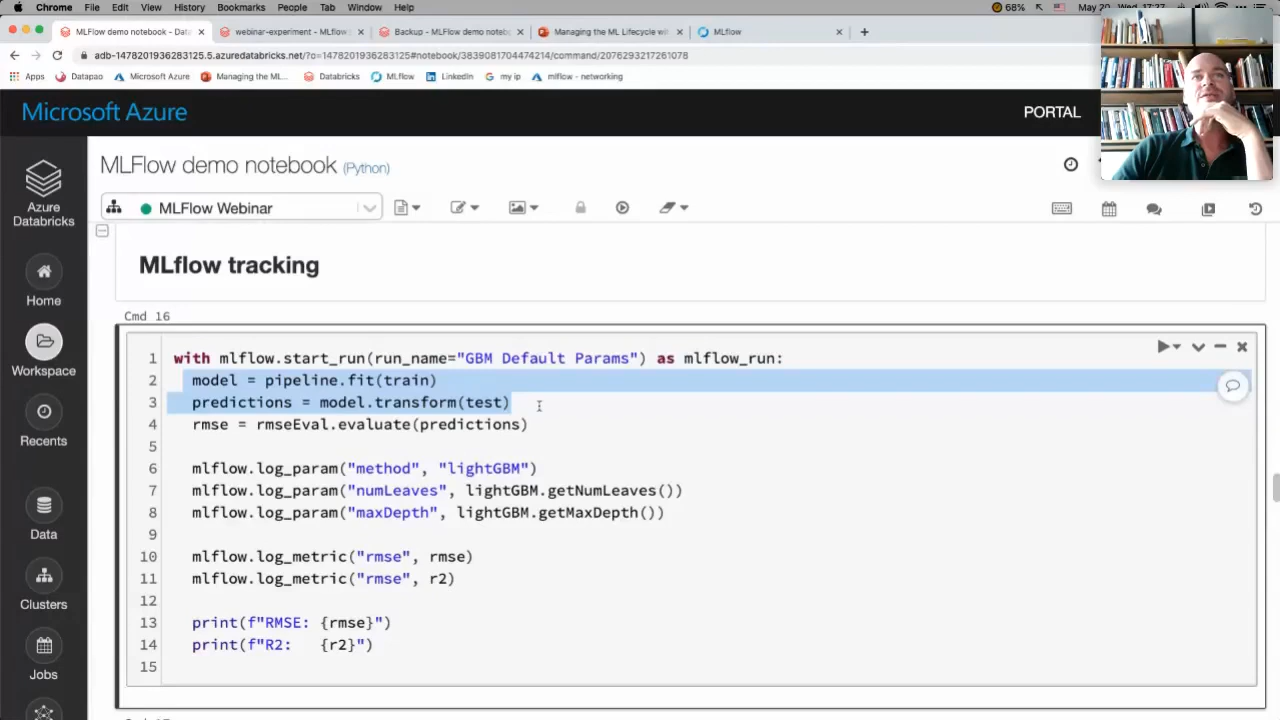 Chrome File Edit View History Bookmarks People Tab Window Help 68% May 20 17:37
MLFlow demo notebook - Data
webinar-experiment - MLflow
Backup - MLFlow demo notebo
Managing the ML Lifecycle wit
MLflow
adb-1478201936283125.5.azuredatabricks.net/?o=1478201936283125#notebook/3839081704474214/command/2076293217261078
Apps Datapao Microsoft Azure Managing the ML... Databricks MLflow LinkedIn my ip mlflow - networking
Microsoft Azure
PORTAL
Azure
Databricks
Home
Workspace
Recents
Data
Clusters
Jobs
MLFlow demo notebook (Python)
MLFlow Webinar
MLflow tracking
Cmd 16
1 with mlflow.start_run(run_name="GBM Default Params") as mlflow_run:
2 model = pipeline.fit(train)
3 predictions = model.transform(test)
4 rmse = rmseEval.evaluate(predictions)
5
6 mlflow.log_param("method", "lightGBM")
7 mlflow.log_param("numLeaves", lightGBM.getNumLeaves())
8 mlflow.log_param("maxDepth", lightGBM.getMaxDepth())
9
10 mlflow.log_metric("rmse", rmse)
11 mlflow.log_metric("rmse", r2)
12
13 print(f"RMSE: {rmse}")
14 print(f"R2: {r2}")
15